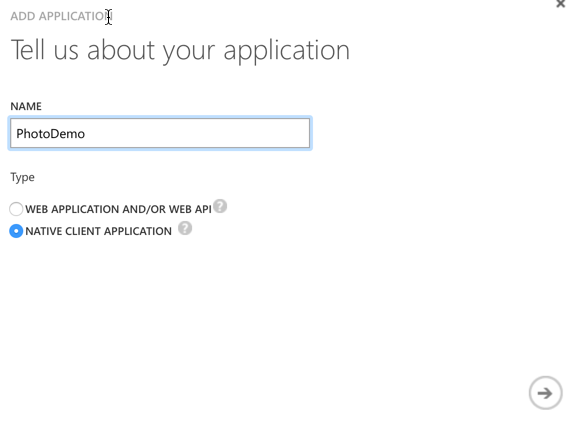 ADD APPLICATION
Tell us about your application
NAME
PhotoDemo
Type
WEB APPLICATION AND/OR WEB API ?
NATIVE CLIENT APPLICATION ?